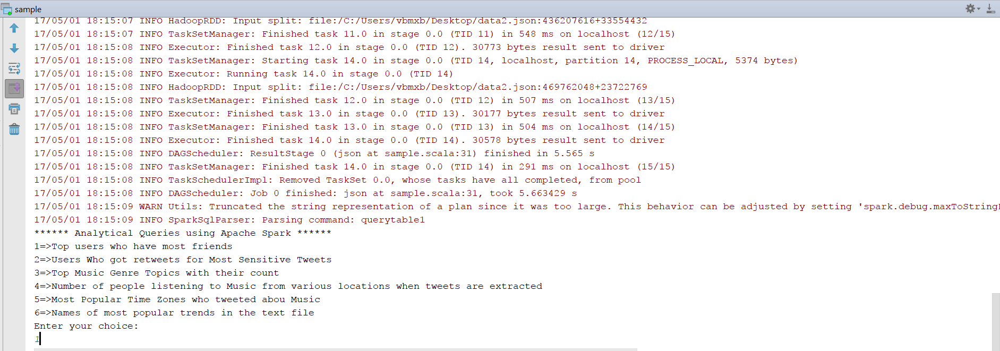 sample
17/05/01 18:15:07 INFO HadoopRDD: Input split: file:/C:/Users/vbmxb/Desktop/data2.json:436207616+33554432
17/05/01 18:15:07 INFO TaskSetManager: Finished task 11.0 in stage 0.0 (TID 11) in 548 ms on localhost (12/15)
17/05/01 18:15:08 INFO Executor: Finished task 12.0 in stage 0.0 (TID 12). 30773 bytes result sent to driver
17/05/01 18:15:08 INFO TaskSetManager: Starting task 14.0 in stage 0.0 (TID 14, localhost, partition 14, PROCESS_LOCAL, 5374 bytes)
17/05/01 18:15:08 INFO Executor: Running task 14.0 in stage 0.0 (TID 14)
17/05/01 18:15:08 INFO HadoopRDD: Input split: file:/C:/Users/vbmxb/Desktop/data2.json:469762048+23722769
17/05/01 18:15:08 INFO TaskSetManager: Finished task 12.0 in stage 0.0 (TID 12) in 507 ms on localhost (13/15)
17/05/01 18:15:08 INFO Executor: Finished task 13.0 in stage 0.0 (TID 13). 30177 bytes result sent to driver
17/05/01 18:15:08 INFO TaskSetManager: Finished task 13.0 in stage 0.0 (TID 13) in 504 ms on localhost (14/15)
17/05/01 18:15:08 INFO Executor: Finished task 14.0 in stage 0.0 (TID 14). 30578 bytes result sent to driver
17/05/01 18:15:08 INFO DAGScheduler: ResultStage 0 (json at sample.scala:31) finished in 5.565 s
17/05/01 18:15:08 INFO TaskSetManager: Finished task 14.0 in stage 0.0 (TID 14) in 291 ms on localhost (15/15)
17/05/01 18:15:08 INFO TaskSchedulerImpl: Removed TaskSet 0.0, whose tasks have all completed, from pool
17/05/01 18:15:08 INFO DAGScheduler: Job 0 finished: json at sample.scala:31, took 5.663429 s
17/05/01 18:15:09 WARN Utils: Truncated the string representation of a plan since it was too large. This behavior can be adjusted by setting 'spark.debug.maxToString
17/05/01 18:15:09 INFO SparkSqlParser: Parsing command: querytable1
****** Analytical Queries using Apache Spark ******
1=>Top users who have most friends
2=>Users Who got retweets for Most Sensitive Tweets
3=>Top Music Genre Topics with their count
4=>Number of people listening to Music from various locations when tweets are extracted
5=>Most Popular Time Zones who tweeted abou Music
6=>Names of most popular trends in the text file
Enter your choice:
1